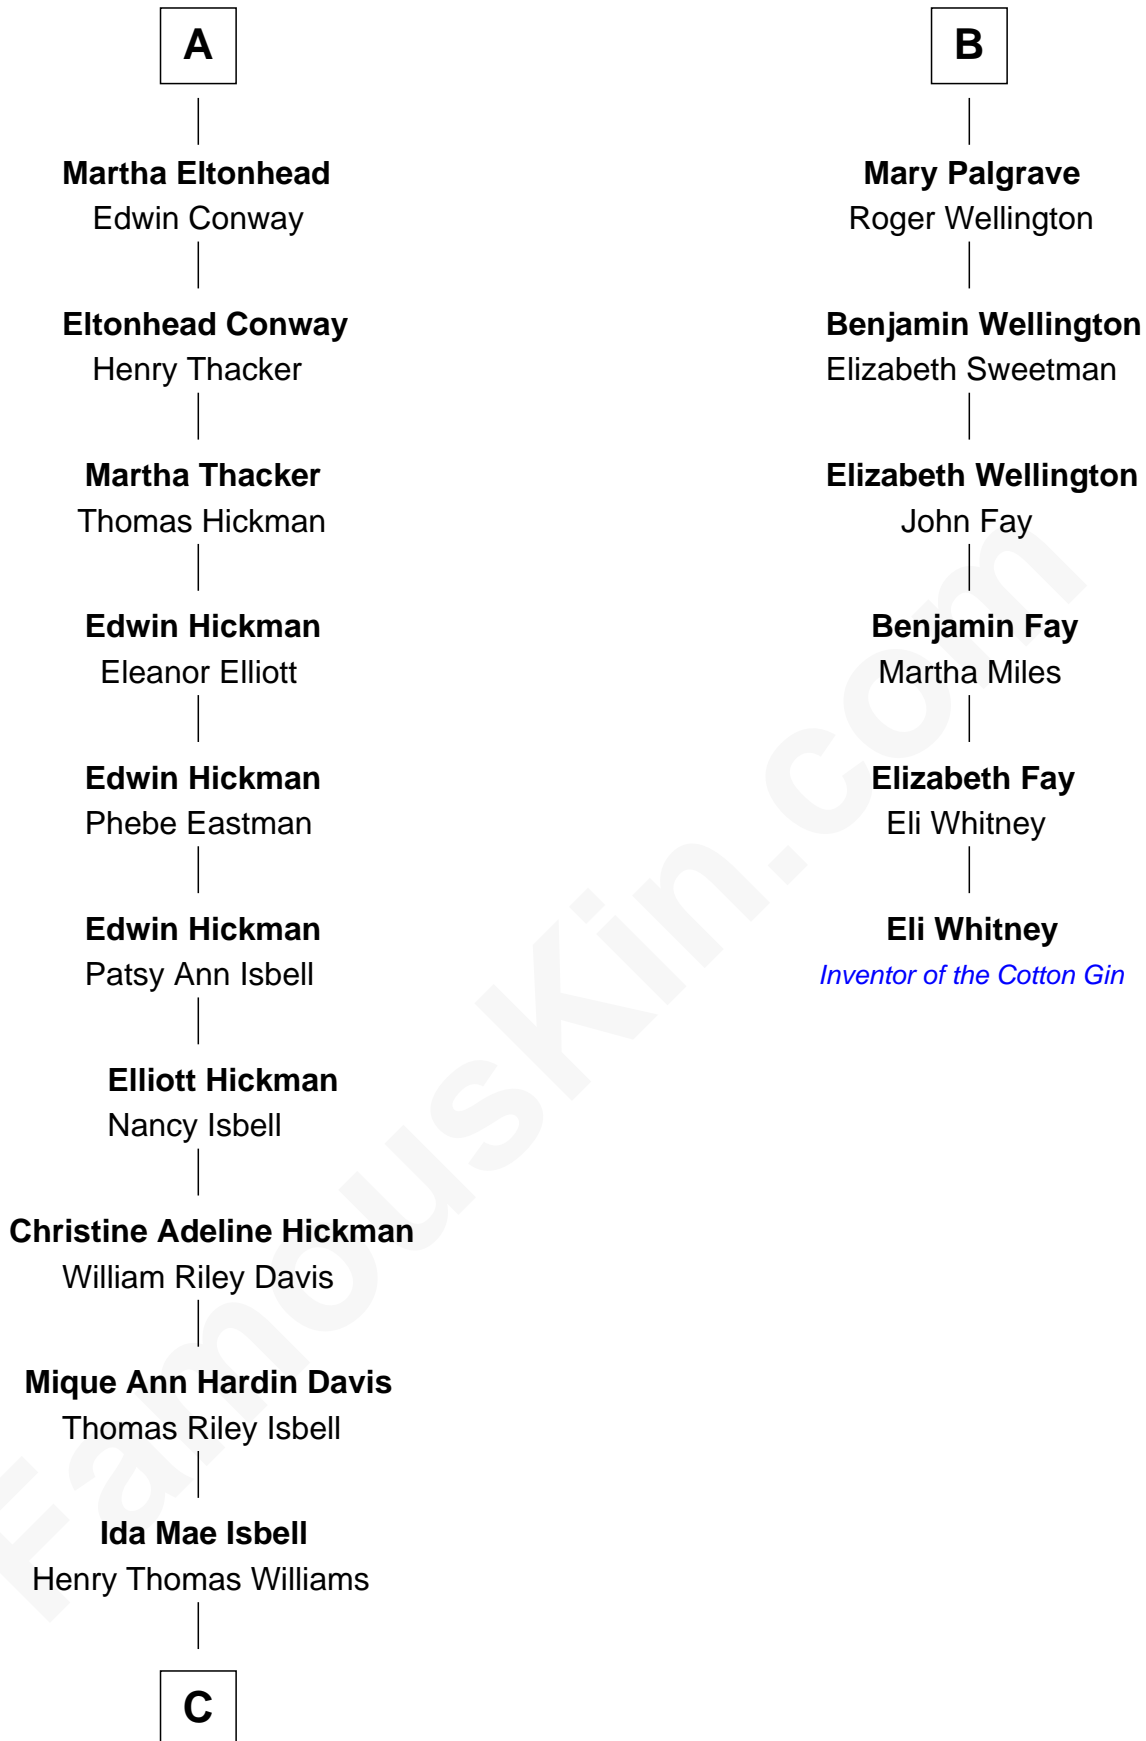 A
Martha Eltonhead
Edwin Conway
Eltonhead Conway
Henry Thacker
Martha Thacker
Thomas Hickman
Edwin Hickman
Eleanor Elliott
Edwin Hickman
Phebe Eastman
Edwin Hickman
Patsy Ann Isbell
Elliott Hickman
Nancy Isbell
Christine Adeline Hickman
William Riley Davis
Mique Ann Hardin Davis
Thomas Riley Isbell
Ida Mae Isbell
Henry Thomas Williams
C
B
Mary Palgrave
Roger Wellington
Benjamin Wellington
Elizabeth Sweetman
Elizabeth Wellington
John Fay
Benjamin Fay
Martha Miles
Elizabeth Fay
Eli Whitney
Eli Whitney
Inventor of the Cotton Gin
FamousKin.com